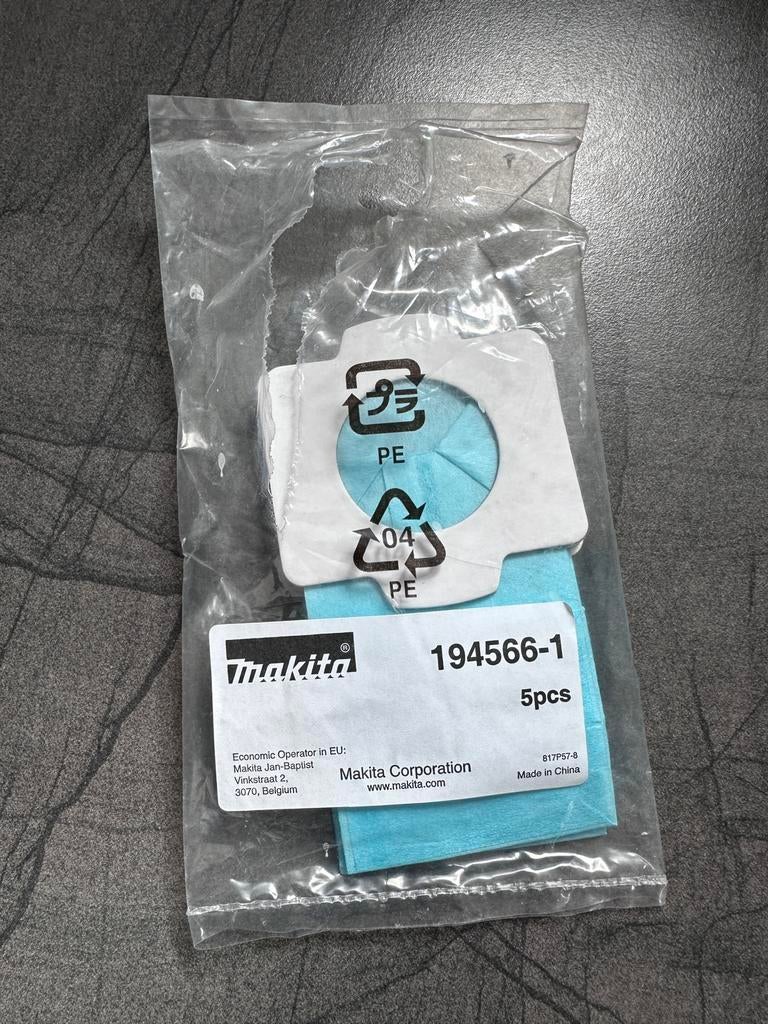 プラ
PE
04
PE
makita®
194566-1
5pcs
Economic Operator in EU:
Makita Jan-Baptist
Vinkstraat 2,
3070, Belgium
Makita Corporation
www.makita.com
817P57-8
Made in China